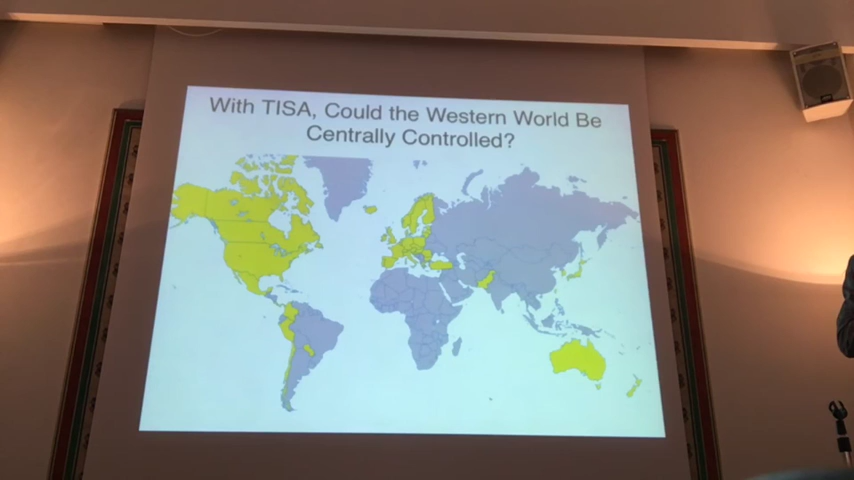 With TISA, Could the Western World Be
Centrally Controlled?